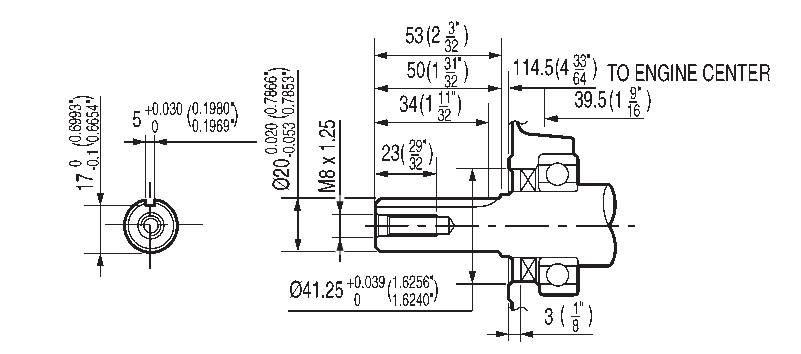 53(2 3/32")
50(1 31/32")
114.5(4 33/64") TO ENGINE CENTER
34(1 11/32")
39.5(1 9"/16)
23(29"/32)
M8 x 1.25
Ø20 0.020/-0.053 (0.7866"/0.7853")
5 +0.030/0 (0.1980"/0.1969")
17 0/-0.1 (0.6993"/0.6654")
Ø41.25 +0.039/0 (1.6256"/1.6240")
3 (1"/8)